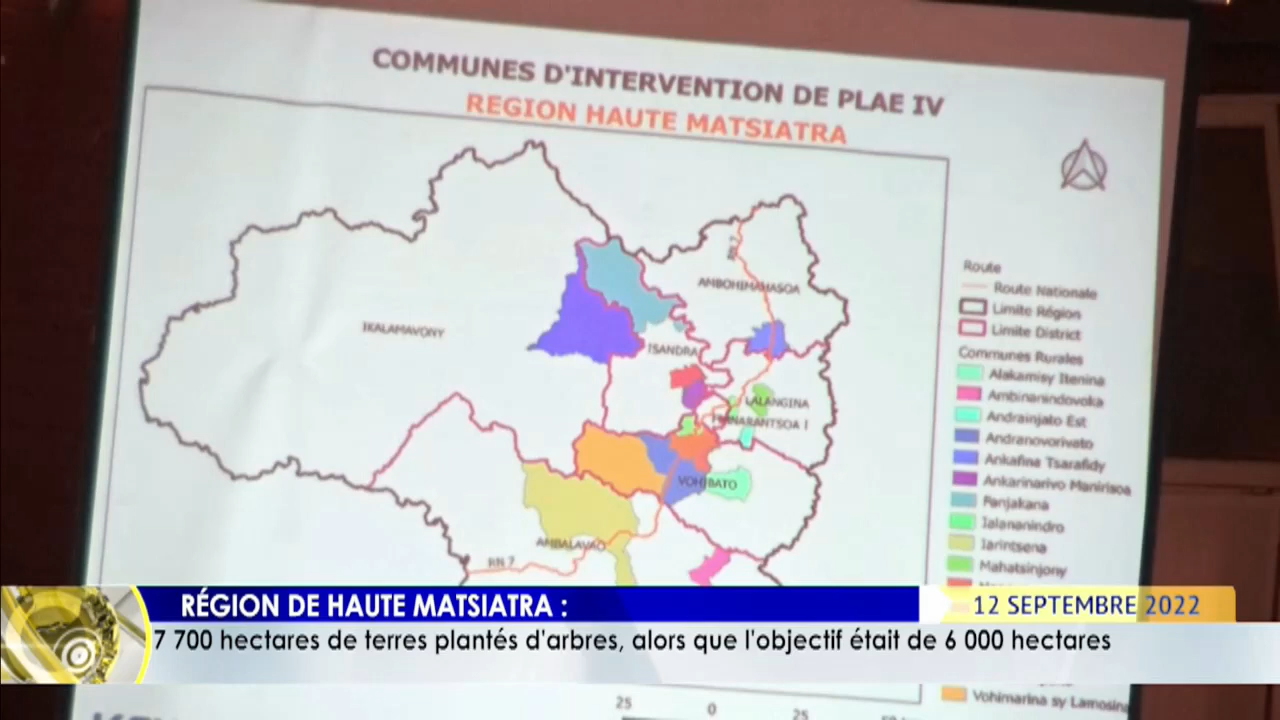 COMMUNES D'INTERVENTION DE PLAE IV
REGION HAUTE MATSIATRA
RN 7
AMBOHIMAHASOA
IKALAMAVONY
ISANDRA
LALANGINA
FIANARANTSOA I
VOHIBATO
AMBALAVAO
RN 7
Route
Route Nationale
Limite Région
Limite District
Communes Rurales
Alakamisy Itenina
Ambinanindovoka
Andrainjato Est
Andranovorivato
Ankafina Tsarafidy
Ankarinarivo Manirisoa
Fanjakana
Ialananindro
Iarintsena
Mahatsinjony
Vohimarina sy Lamosina
25
0
25
RÉGION DE HAUTE MATSIATRA :
12 SEPTEMBRE 2022
7 700 hectares de terres plantés d'arbres, alors que l'objectif était de 6 000 hectares